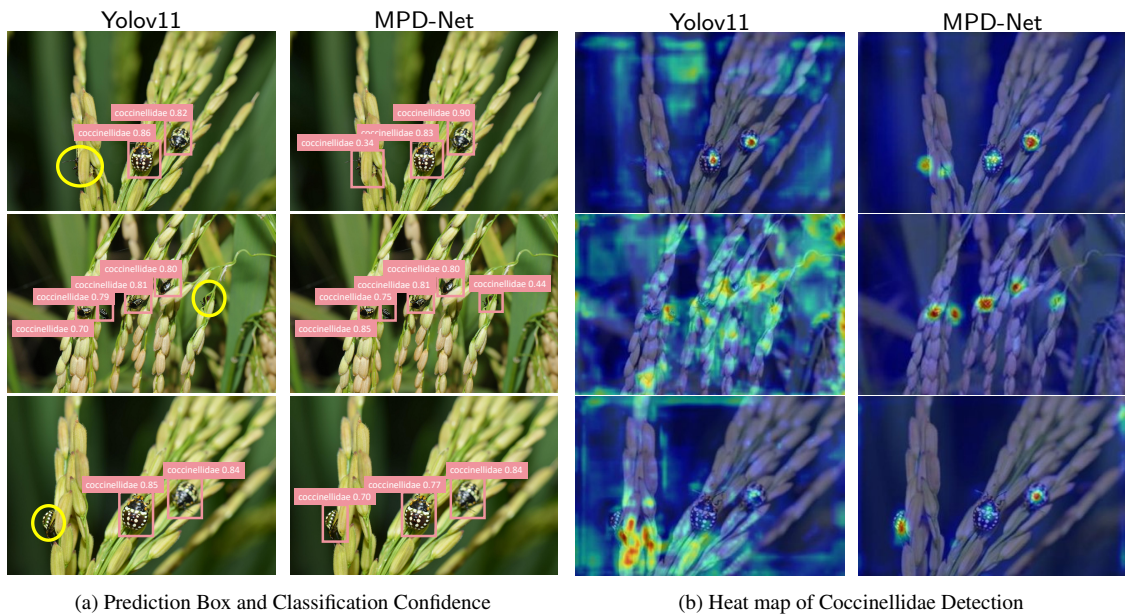 Yolov11
MPD-Net
Yolov11
MPD-Net
coccinellidae 0.82
coccinellidae 0.86
coccinellidae 0.90
coccinellidae 0.83
coccinellidae 0.34
coccinellidae 0.80
coccinellidae 0.81
coccinellidae 0.79
coccinellidae 0.70
coccinellidae 0.80
coccinellidae 0.81
coccinellidae 0.44
coccinellidae 0.75
coccinellidae 0.85
coccinellidae 0.84
coccinellidae 0.85
coccinellidae 0.84
coccinellidae 0.77
coccinellidae 0.70
(a) Prediction Box and Classification Confidence
(b) Heat map of Coccinellidae Detection